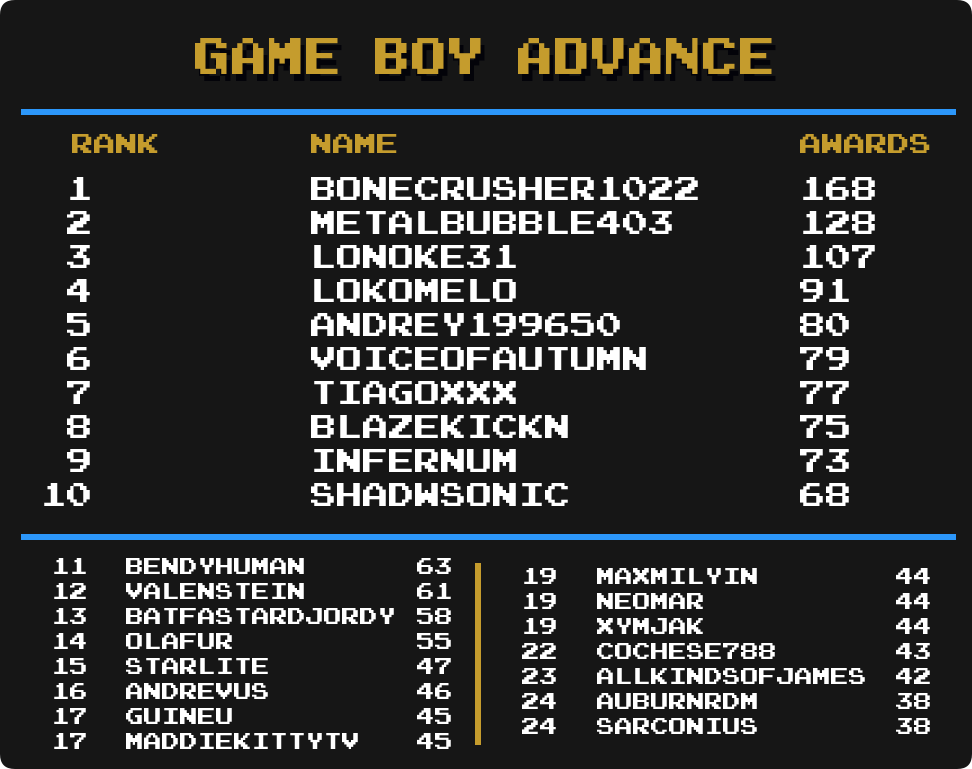 GAME BOY ADVANCE
RANK NAME AWARDS
1 BONECRUSHER1022 168
2 METALBUBBLE403 128
3 LONOKE31 107
4 LOKOMELO 91
5 ANDREY199650 80
6 VOICEOFAUTUMN 79
7 TIAGOXXX 77
8 BLAZEKICKN 75
9 INFERNUM 73
10 SHADWSONIC 68
11 BENDYHUMAN 63
12 VALENSTEIN 61
13 BATFASTARDJORDY 58
14 OLAFUR 55
15 STARLITE 47
16 ANDREVUS 46
17 GUINEU 45
17 MADDIEKITTYTV 45
19 MAXMILYIN 44
19 NEOMAR 44
19 XYMJAK 44
22 COCHESE788 43
23 ALLKINDSOFJAMES 42
24 AUBURNRDM 38
24 SARCONIUS 38